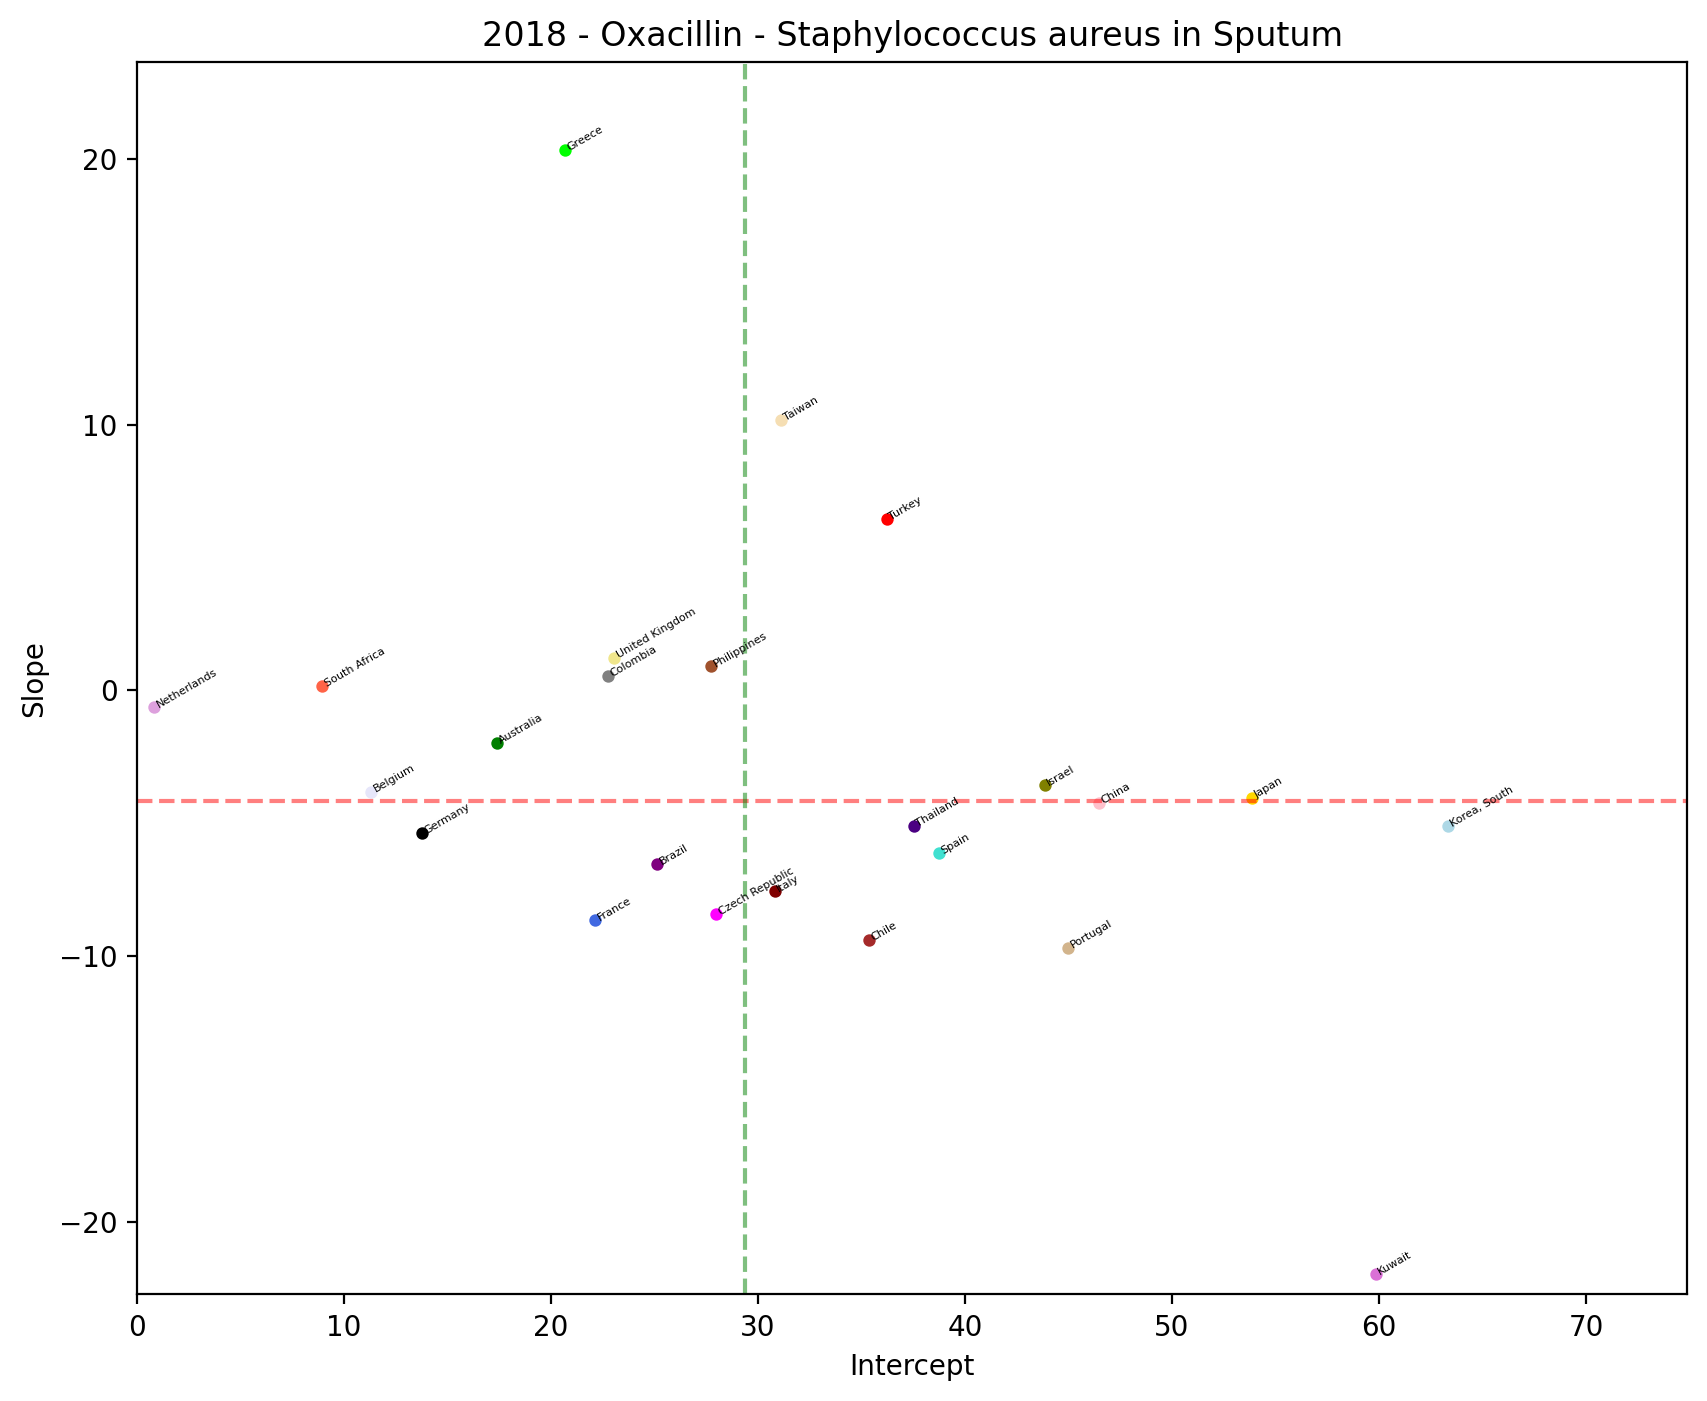 2018 - Oxacillin - Staphylococcus aureus in Sputum
Greece
20
Taiwan
10
Turkey
United Kingdom
Philippines
Colombia
South Africa
Netherlands
0
Slope
Australia
Belgium
Israel
China
Japan
Korea, South
Germany
Thailand
Spain
Brazil
Italy
Czech Republic
France
Chile
Portugal
−10
−20
Kuwait
0 10 20 30 40 50 60 70
Intercept